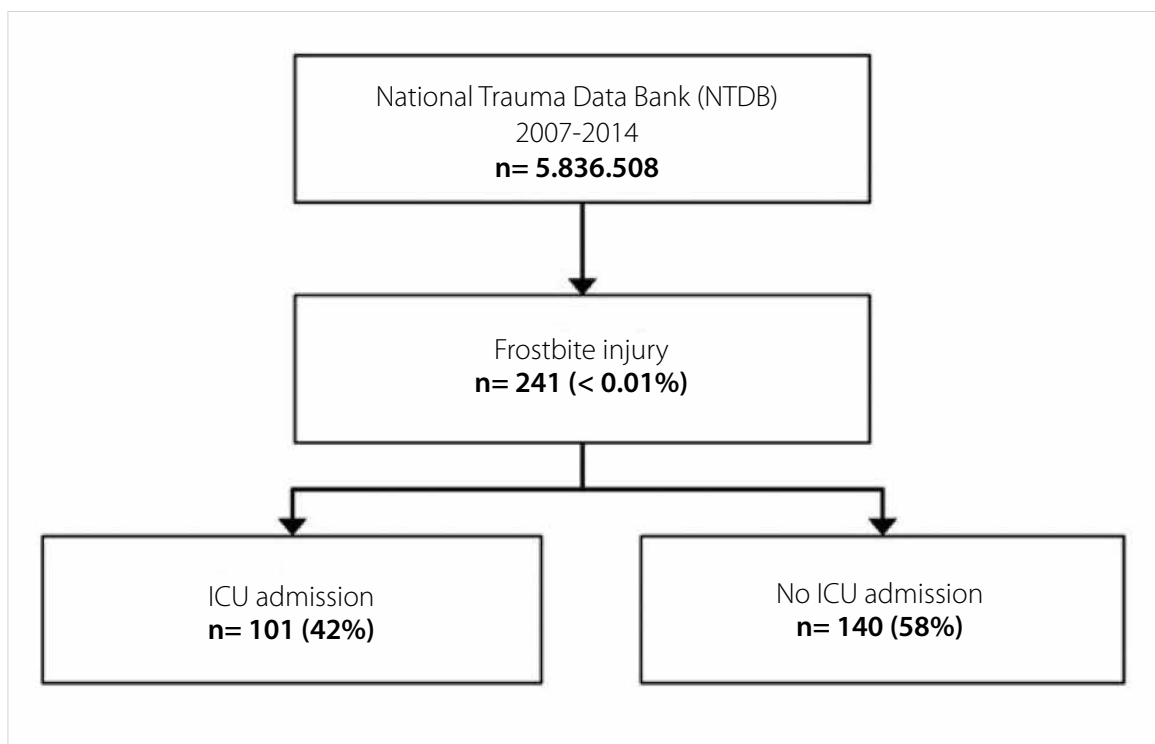 National Trauma Data Bank (NTDB)
2007-2014
n= 5.836.508
Frostbite injury
n= 241 (< 0.01%)
ICU admission
n= 101 (42%)
No ICU admission
n= 140 (58%)